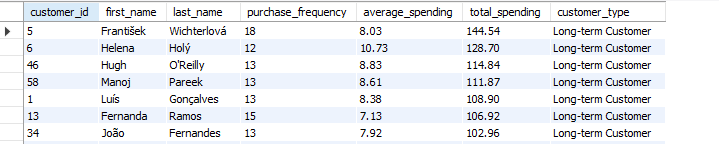 customer_id first_name last_name purchase_frequency average_spending total_spending customer_type
5 František Wichterlová 18 8.03 144.54 Long-term Customer
6 Helena Holý 12 10.73 128.70 Long-term Customer
46 Hugh O'Reilly 13 8.83 114.84 Long-term Customer
58 Manoj Pareek 13 8.61 111.87 Long-term Customer
1 Luís Gonçalves 13 8.38 108.90 Long-term Customer
13 Fernanda Ramos 15 7.13 106.92 Long-term Customer
34 João Fernandes 13 7.92 102.96 Long-term Customer